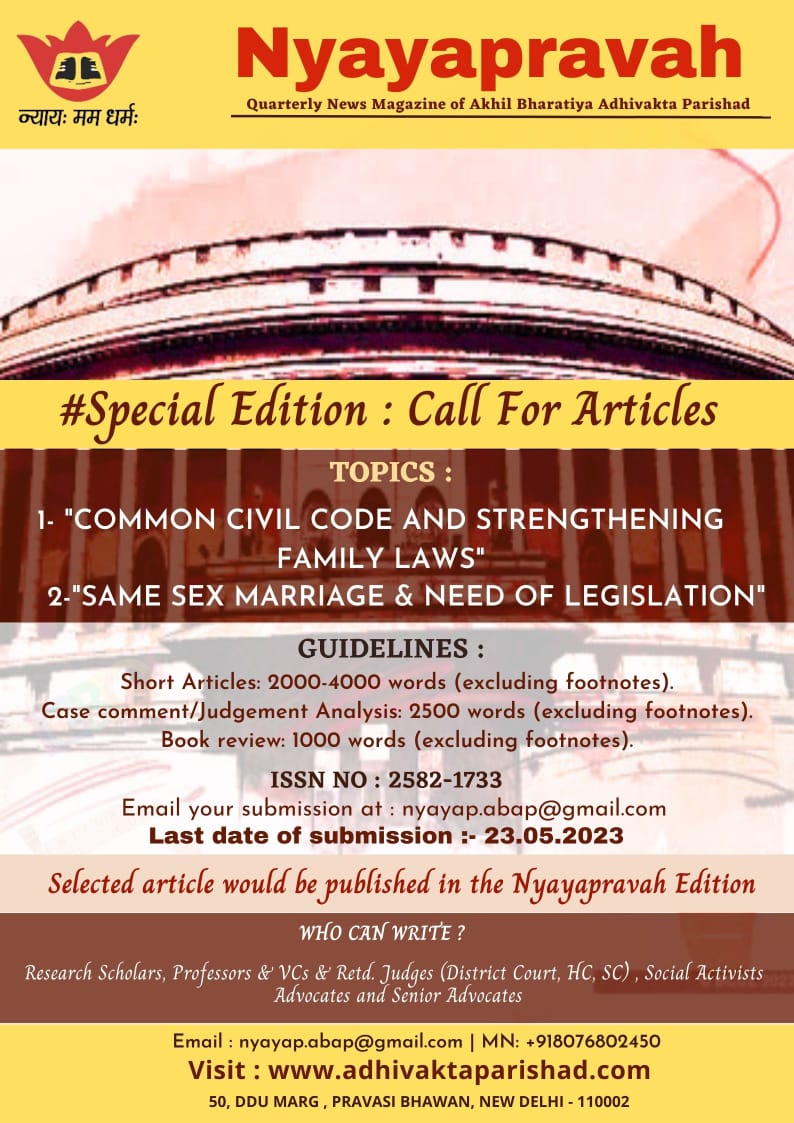 Nyayapravah
Quarterly News Magazine of Akhil Bharatiya Adhivakta Parishad
न्यायः मम धर्मः
#Special Edition : Call For Articles
TOPICS :
1- "COMMON CIVIL CODE AND STRENGTHENING
FAMILY LAWS"
2-"SAME SEX MARRIAGE & NEED OF LEGISLATION"
GUIDELINES :
Short Articles: 2000-4000 words (excluding footnotes).
Case comment/Judgement Analysis: 2500 words (excluding footnotes).
Book review: 1000 words (excluding footnotes).
ISSN NO : 2582-1733
Email your submission at : nyayap.abap@gmail.com
Last date of submission :- 23.05.2023
Selected article would be published in the Nyayapravah Edition
WHO CAN WRITE ?
Research Scholars, Professors & VCs & Retd. Judges (District Court, HC, SC) , Social Activists
Advocates and Senior Advocates
Email : nyayap.abap@gmail.com | MN: +918076802450
Visit : www.adhivaktaparishad.com
50, DDU MARG , PRAVASI BHAWAN, NEW DELHI - 110002